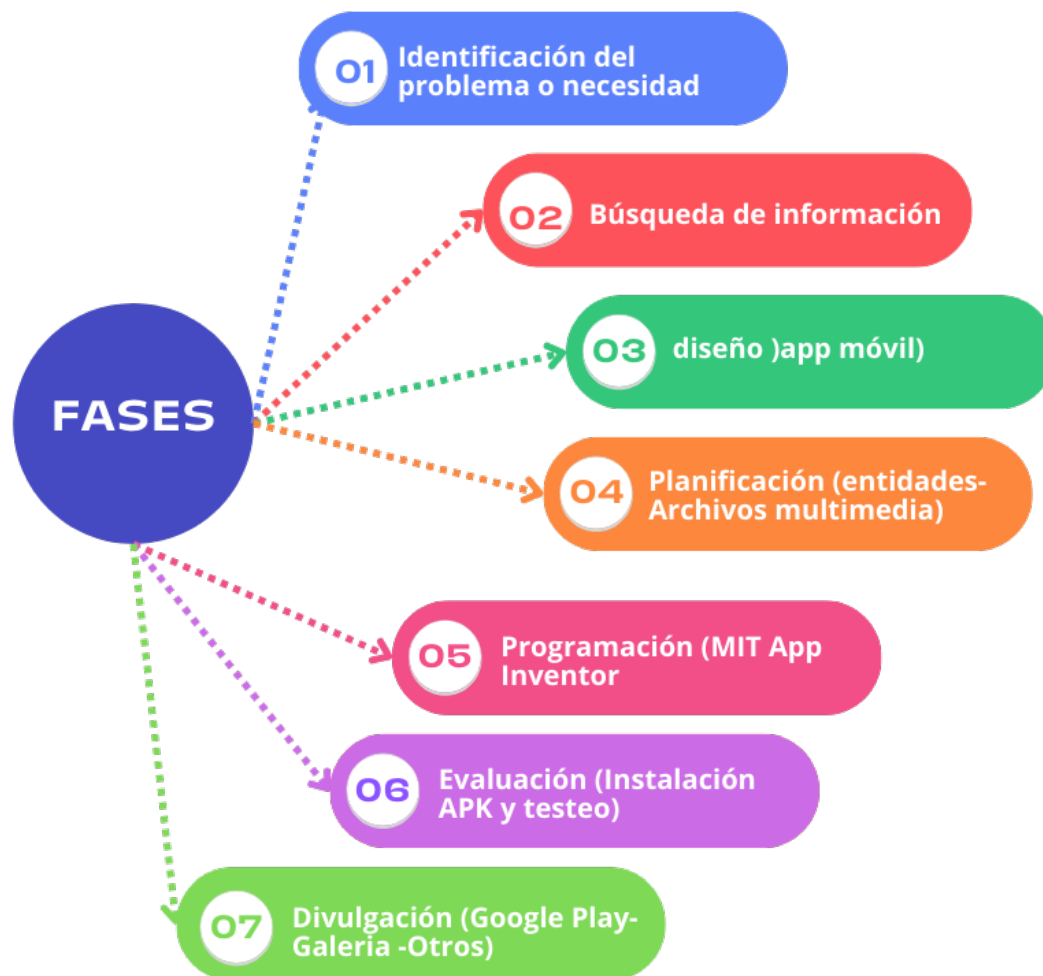 01
Identificación del
problema o necesidad
02
Búsqueda de información
03
diseño )app móvil)
FASES
04
Planificación (entidades-
Archivos multimedia)
05
Programación (MIT App
Inventor
06
Evaluación (Instalación
APK y testeo)
07
Divulgación (Google Play-
Galeria -Otros)